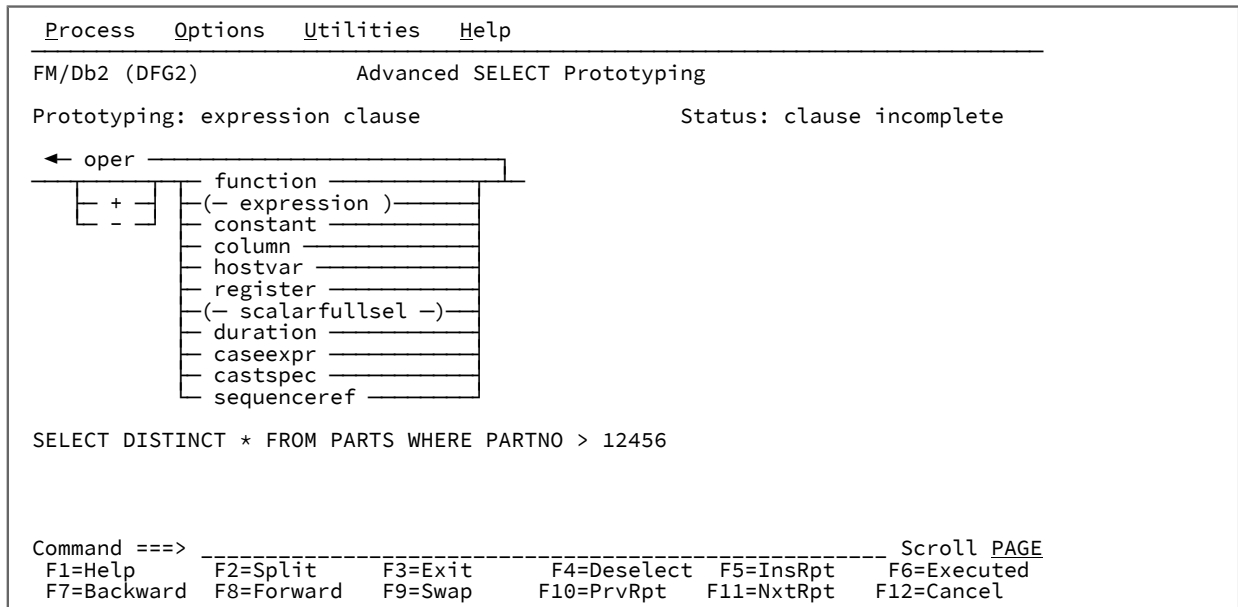 Process Options Utilities Help
FM/Db2 (DFG2) Advanced SELECT Prototyping
Prototyping: expression clause Status: clause incomplete
oper
function
+ (— expression )
- constant
column
hostvar
register
(— scalarfullsel —)
duration
caseexpr
castspec
sequenceref
SELECT DISTINCT * FROM PARTS WHERE PARTNO > 12456
Command ===> ____________________________________________________ Scroll PAGE
F1=Help F2=Split F3=Exit F4=Deselect F5=InsRpt F6=Executed
F7=Backward F8=Forward F9=Swap F10=PrvRpt F11=NxtRpt F12=Cancel